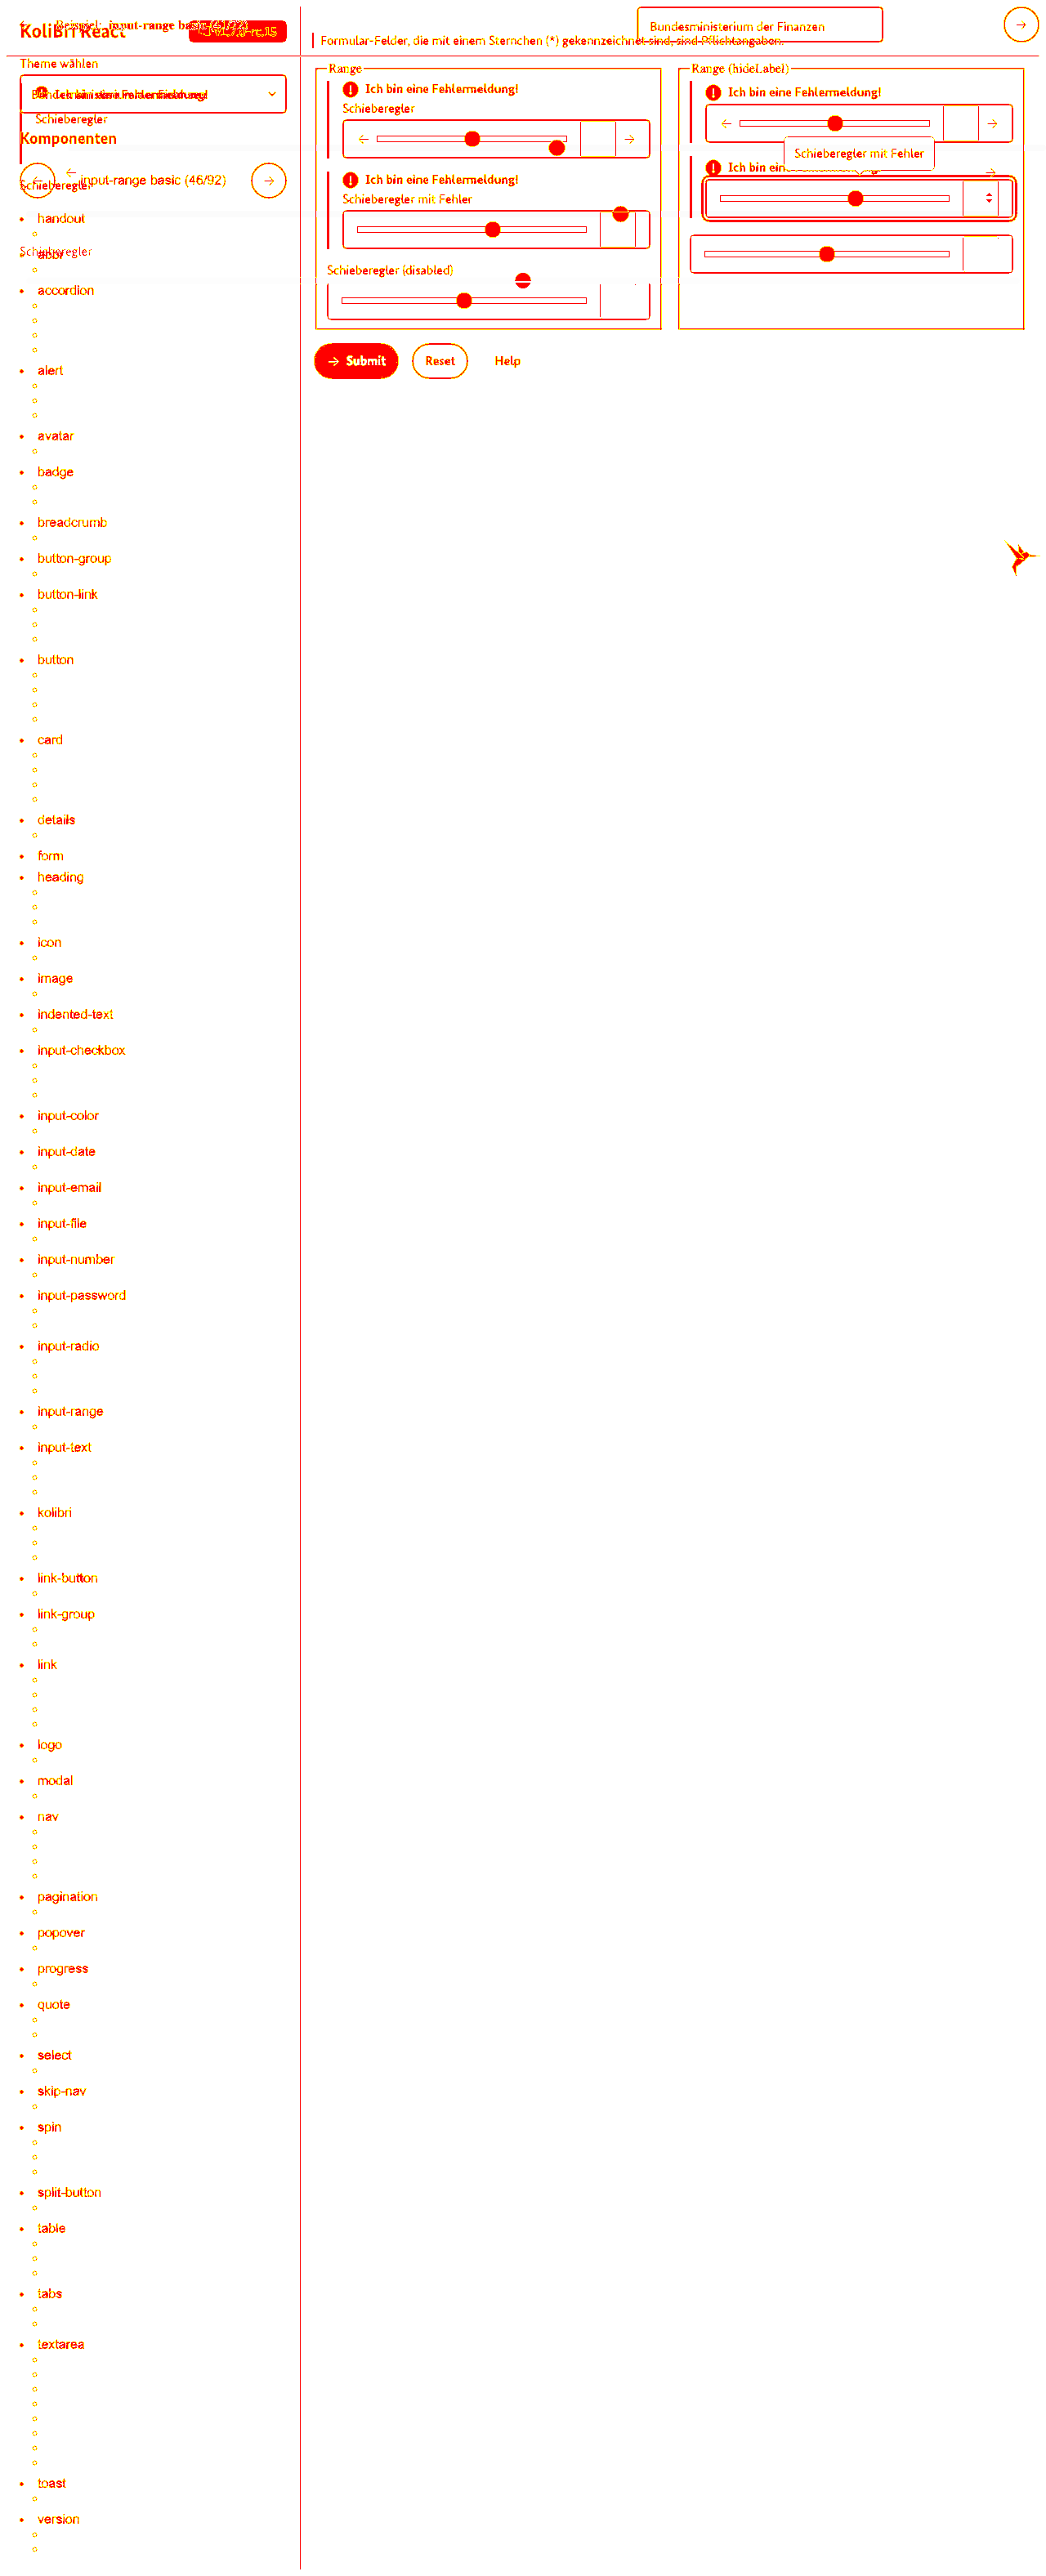 KoliBri React
Beispiel: input-range basic
Bundesministerium der Finanzen
Formular-Felder, die mit einem Sternchen (*) gekennzeichnet sind, sind Pflichtangaben.
Theme wählen
Schieberegler
Komponenten
input-range basic (46/92)
Schieberegler
Schieberegler
Range
Ich bin eine Fehlermeldung!
Schieberegler
Ich bin eine Fehlermeldung!
Schieberegler mit Fehler
Schieberegler (disabled)
Range (hideLabel)
Ich bin eine Fehlermeldung!
Schieberegler mit Fehler
Ich bin
Submit
Reset
Help
handout
abbr
accordion
alert
avatar
badge
breadcrumb
button-group
button-link
button
card
details
form
heading
icon
image
indented-text
input-checkbox
input-color
input-date
input-email
input-file
input-number
input-password
input-radio
input-range
input-text
kolibri
link-button
link-group
link
logo
modal
nav
pagination
popover
progress
quote
select
skip-nav
spin
split-button
table
tabs
textarea
toast
version